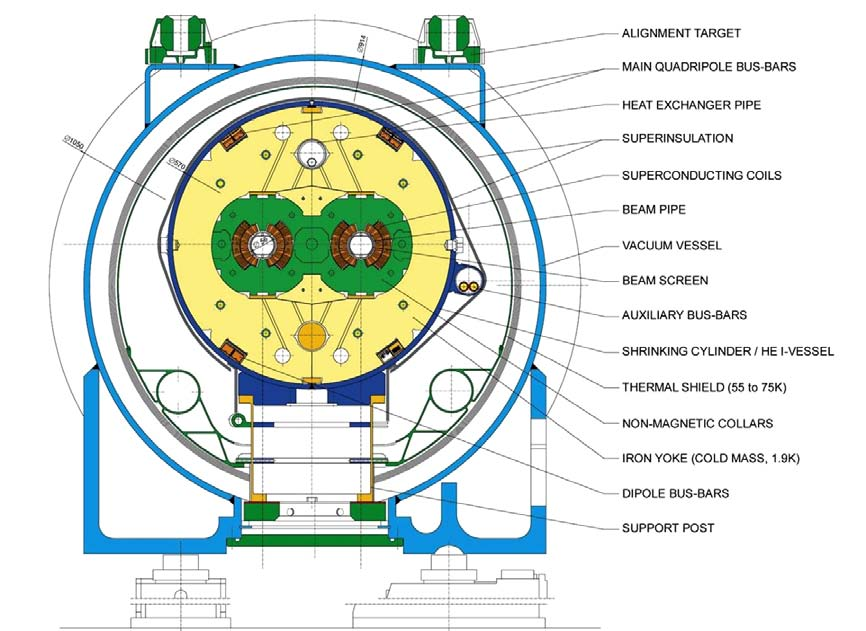 ALIGNMENT TARGET
MAIN QUADRIPOLE BUS-BARS
HEAT EXCHANGER PIPE
SUPERINSULATION
SUPERCONDUCTING COILS
BEAM PIPE
VACUUM VESSEL
BEAM SCREEN
AUXILIARY BUS-BARS
SHRINKING CYLINDER / HE I-VESSEL
THERMAL SHIELD (55 to 75K)
NON-MAGNETIC COLLARS
IRON YOKE (COLD MASS, 1.9K)
DIPOLE BUS-BARS
SUPPORT POST
⌀914
⌀1050
⌀570